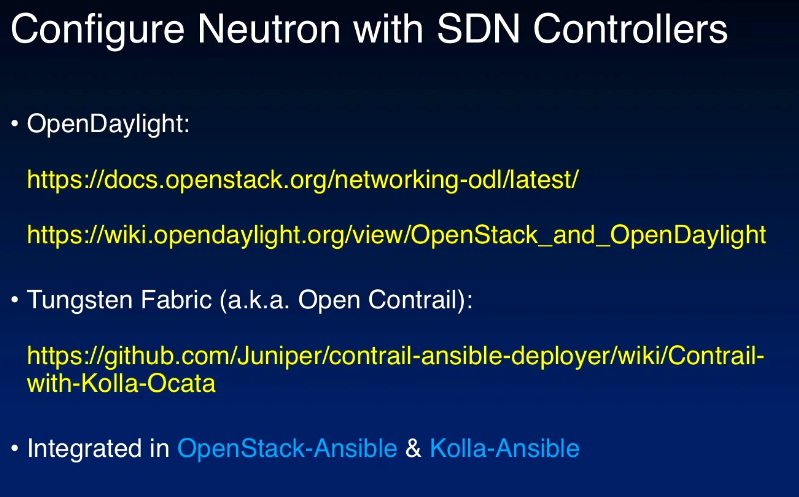 Configure Neutron with SDN Controllers
• OpenDaylight:
https://docs.openstack.org/networking-odl/latest/
https://wiki.opendaylight.org/view/OpenStack_and_OpenDaylight
• Tungsten Fabric (a.k.a. Open Contrail):
https://github.com/Juniper/contrail-ansible-deployer/wiki/Contrail-
with-Kolla-Ocata
• Integrated in OpenStack-Ansible & Kolla-Ansible